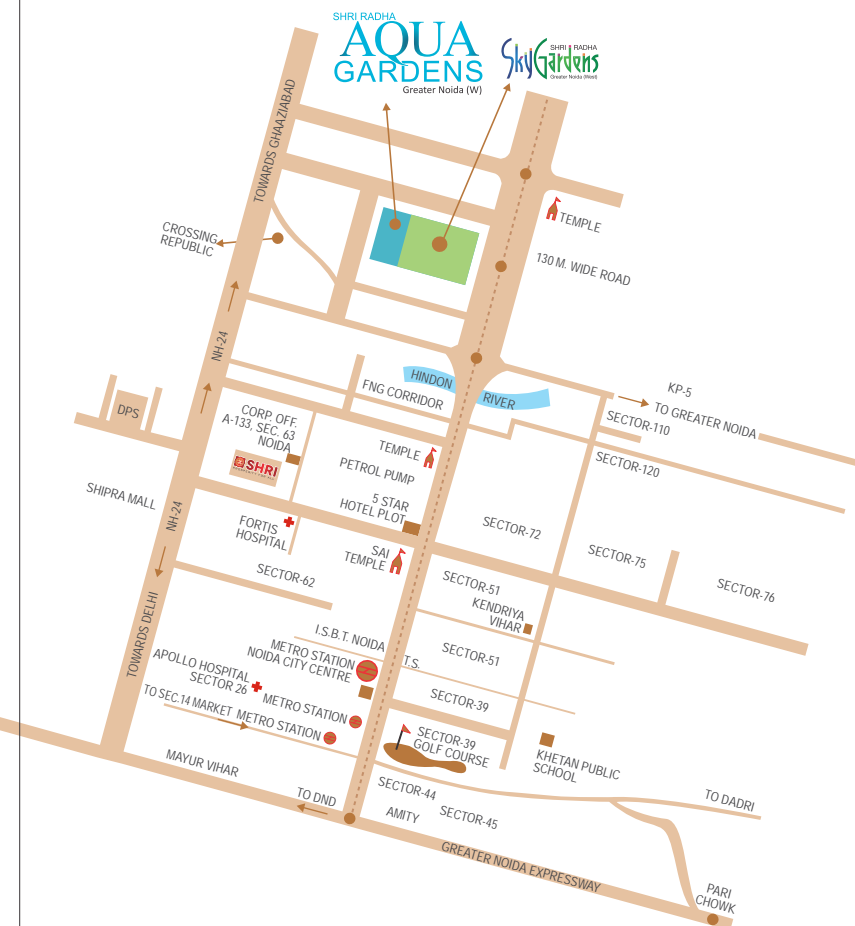 SHRI RADHA
AQUA
GARDENS
Greater Noida (W)
SHRI RADHA
SkyGardens
Greater Noida (West)
TOWARDS GHAAZIABAD
TEMPLE
CROSSING
REPUBLIC
130 M. WIDE ROAD
NH-24
HINDON
RIVER
FNG CORRIDOR
KP-5
TO GREATER NOIDA
DPS
CORP. OFF.
A-133, SEC. 63
NOIDA
SHRI
SECTOR-110
TEMPLE
PETROL PUMP
SECTOR-120
SHIPRA MALL
NH-24
5 STAR
HOTEL PLOT
FORTIS
HOSPITAL
SECTOR-72
SAI
TEMPLE
SECTOR-75
SECTOR-62
SECTOR-51
SECTOR-76
KENDRIYA
VIHAR
TOWARDS DELHI
I.S.B.T. NOIDA
T.S.
SECTOR-51
METRO STATION
NOIDA CITY CENTRE
APOLLO HOSPITAL
SECTOR 26
METRO STATION
SECTOR-39
TO SEC.14 MARKET
METRO STATION
SECTOR-39
GOLF COURSE
KHETAN PUBLIC
SCHOOL
MAYUR VIHAR
TO DND
SECTOR-44
SECTOR-45
AMITY
TO DADRI
GREATER NOIDA EXPRESSWAY
PARI
CHOWK